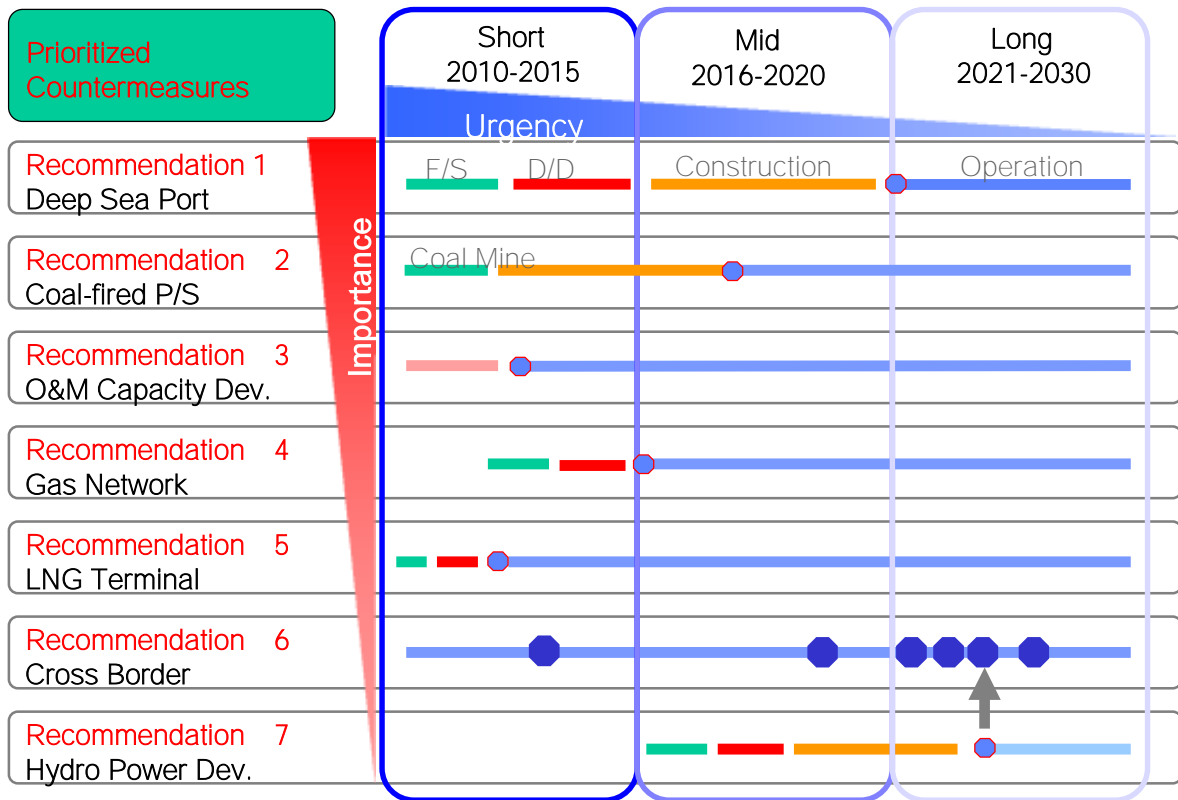 Prioritized
Countermeasures
Short
2010-2015
Mid
2016-2020
Long
2021-2030
Urgency
Importance
Recommendation 1
Deep Sea Port
F/S
D/D
Construction
Operation
Recommendation 2
Coal-fired P/S
Coal Mine
Recommendation 3
O&M Capacity Dev.
Recommendation 4
Gas Network
Recommendation 5
LNG Terminal
Recommendation 6
Cross Border
Recommendation 7
Hydro Power Dev.